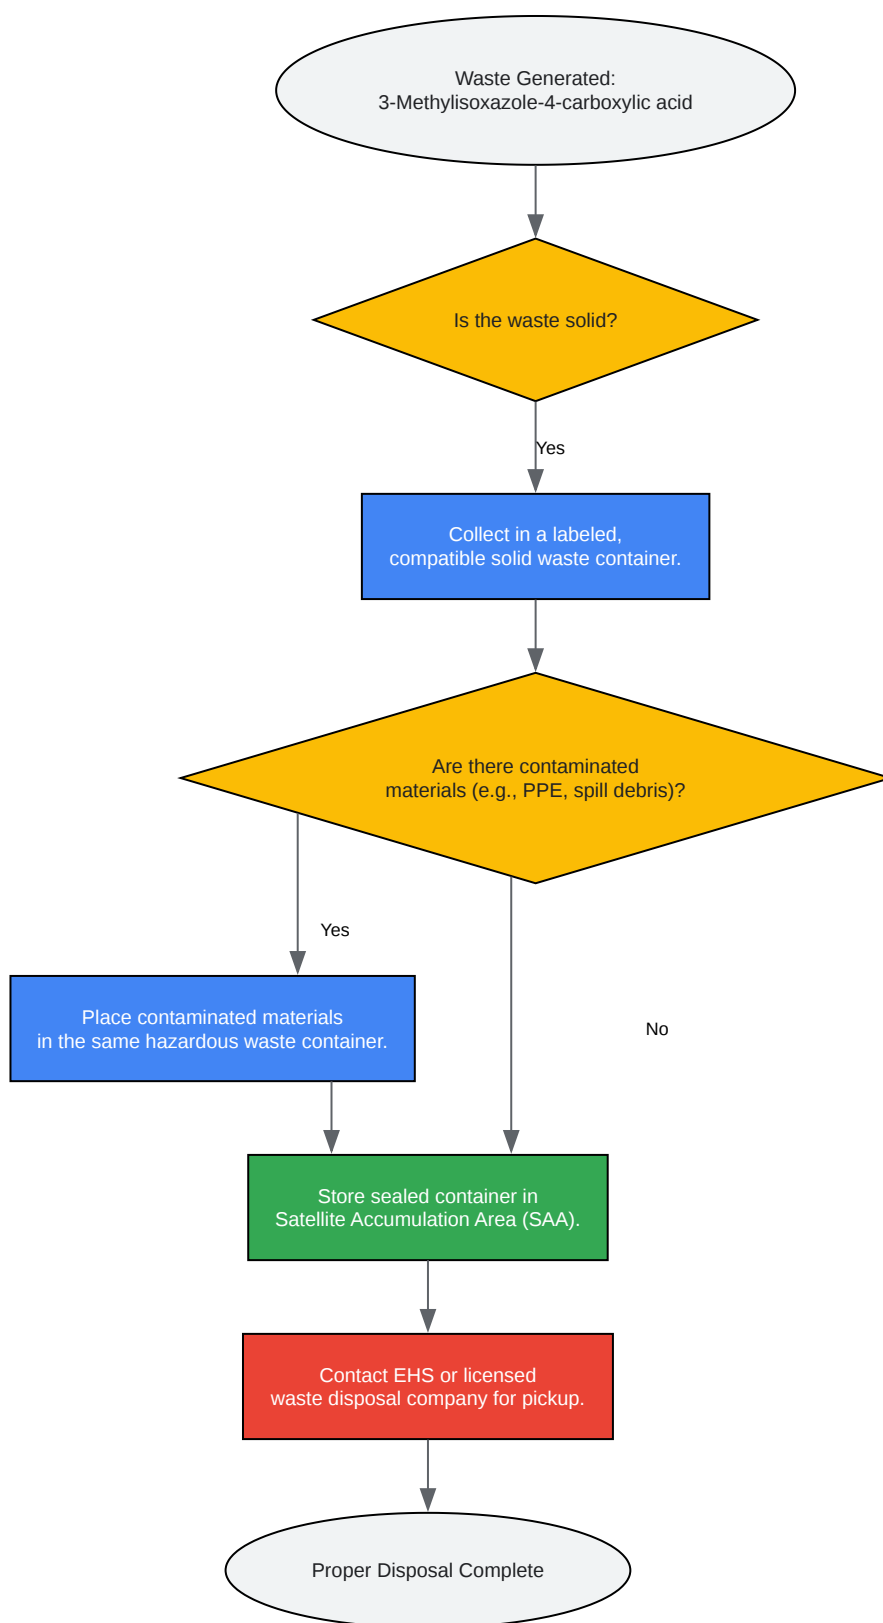 Waste Generated:
3-Methylisoxazole-4-carboxylic acid
Is the waste solid?
Yes
Collect in a labeled,
compatible solid waste container.
Are there contaminated
materials (e.g., PPE, spill debris)?
Yes
Place contaminated materials
in the same hazardous waste container.
No
Store sealed container in
Satellite Accumulation Area (SAA).
Contact EHS or licensed
waste disposal company for pickup.
Proper Disposal Complete